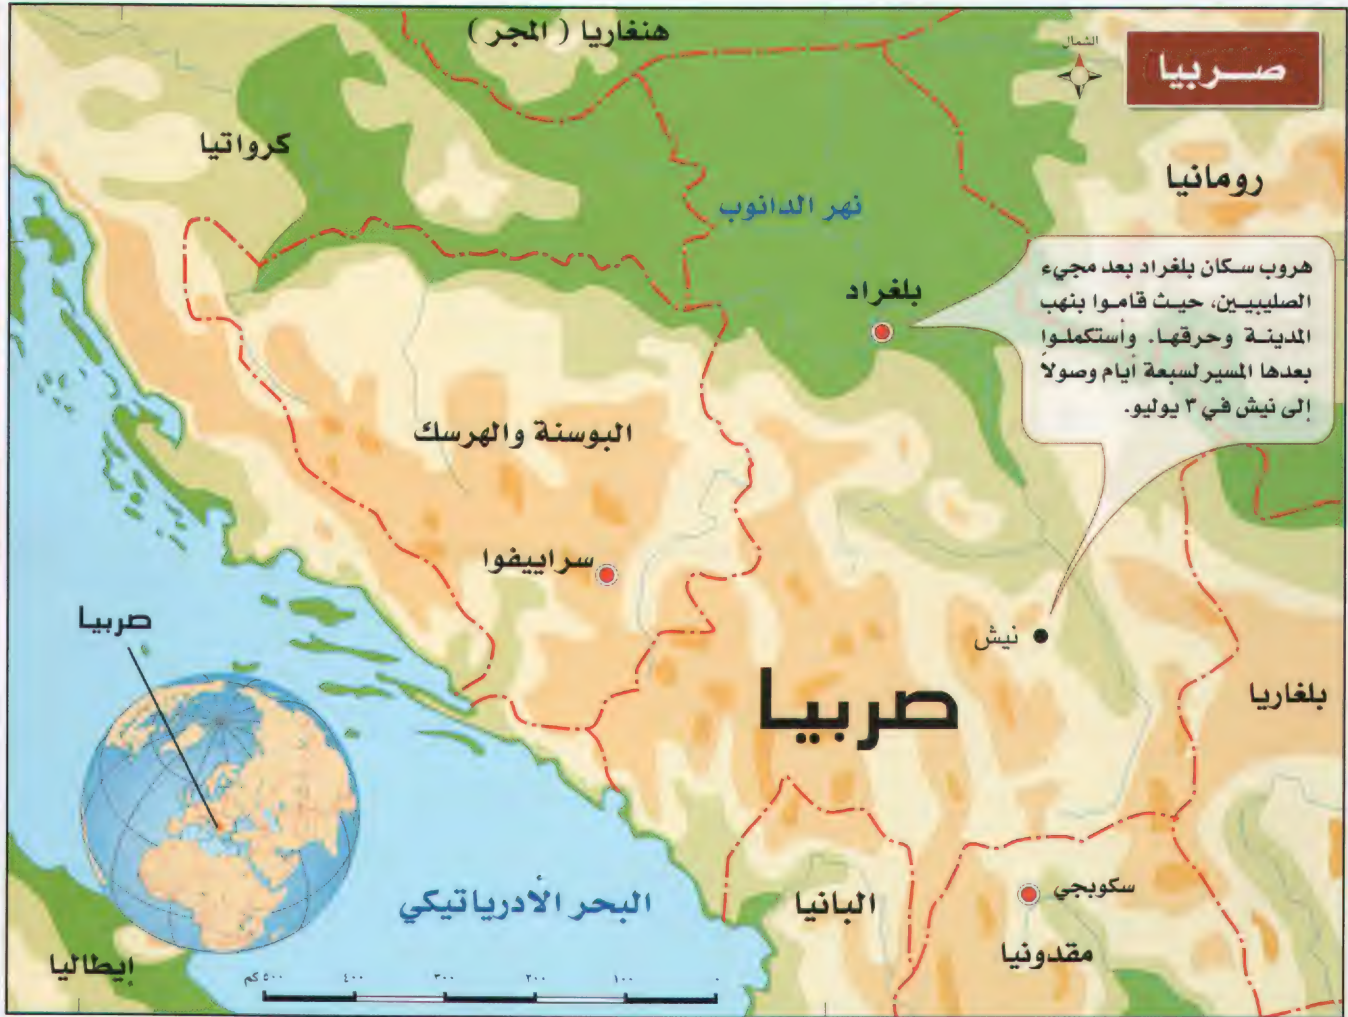 صربيا
الشمال
هنغاريا ( المجر )
كرواتيا
رومانيا
نهر الدانوب
بلغراد
هروب سكان بلغراد بعد مجيء
الصليبيين، حيث قاموا بنهب
المدينة وحرقها. وأستكملوا
بعدها المسير لسبعة أيام وصولاً
إلى نيش في ٣ يوليو.
البوسنة والهرسك
سراييفوا
صربيا
نيش
صربيا
بلغاريا
البحر الأدرياتيكي
البانيا
سكوبجي
مقدونيا
إيطاليا
٠ ١٠٠ ٢٠٠ ٣٠٠ ٤٠٠ ٥٠٠ كم